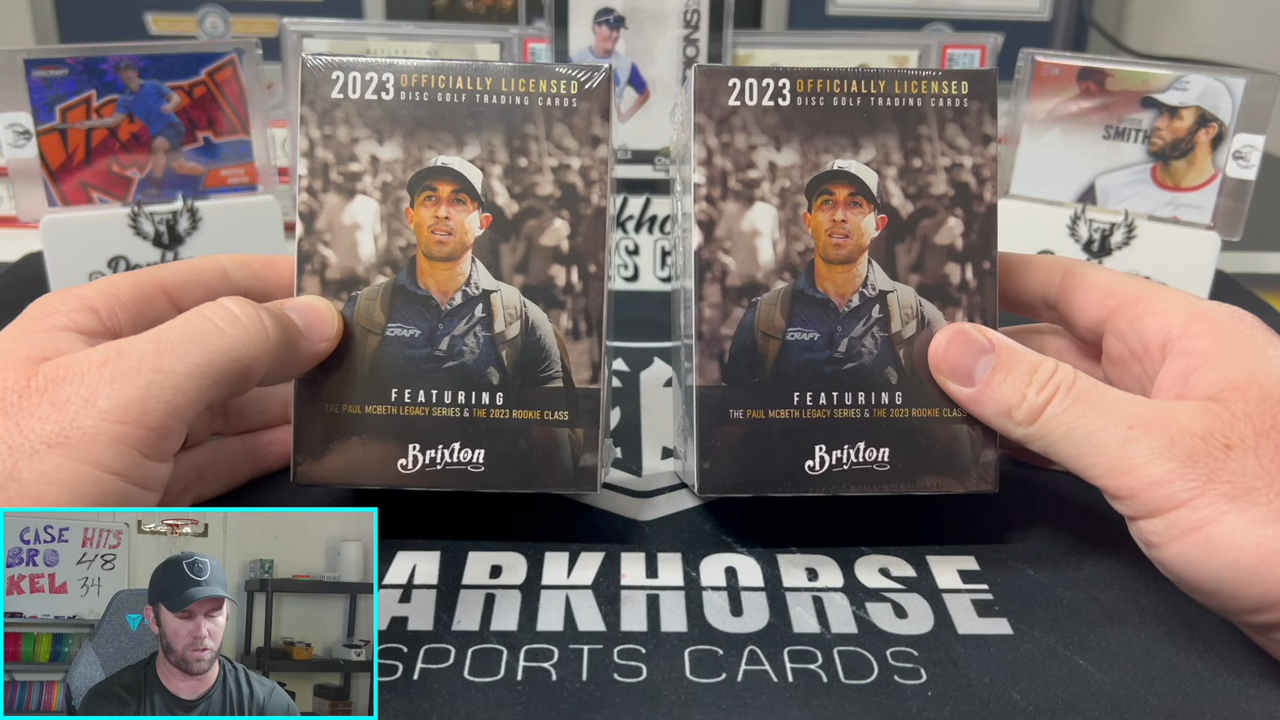 2023 OFFICIALLY LICENSED
DISC GOLF TRADING CARDS
CRAFT
FEATURING
THE PAUL MCBETH LEGACY SERIES & THE 2023 ROOKIE CLASS
Brixton
2023 OFFICIALLY LICENSED
DISC GOLF TRADING CARDS
CRAFT
FEATURING
THE PAUL MCBETH LEGACY SERIES & THE 2023 ROOKIE CLASS
Brixton
SMITH
ARKHORSE
SPORTS CARDS
CASE HITS
BRO 48
KEL 34